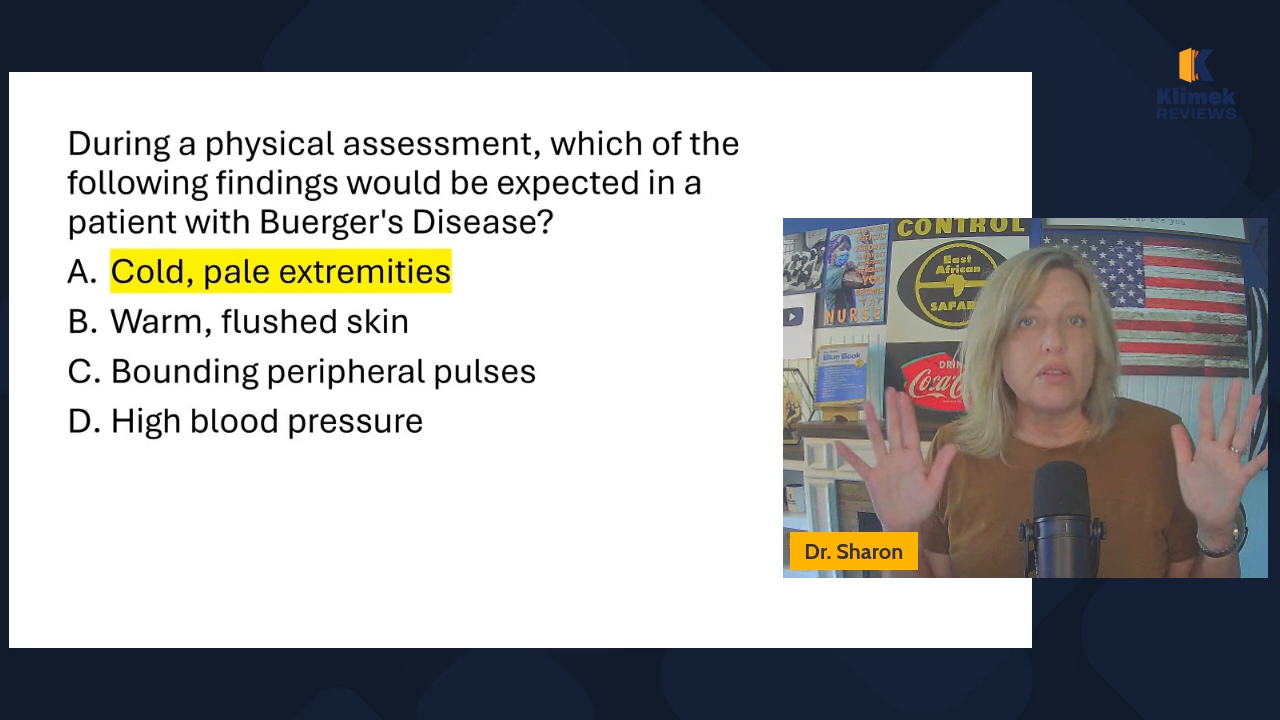 Klimek
REVIEWS
During a physical assessment, which of the
following findings would be expected in a
patient with Buerger's Disease?
A. Cold, pale extremities
B. Warm, flushed skin
C. Bounding peripheral pulses
D. High blood pressure
CONTROL
East
African
SAFARI
NURSE
Blue Book
DRINK
Coca-C
Dr. Sharon